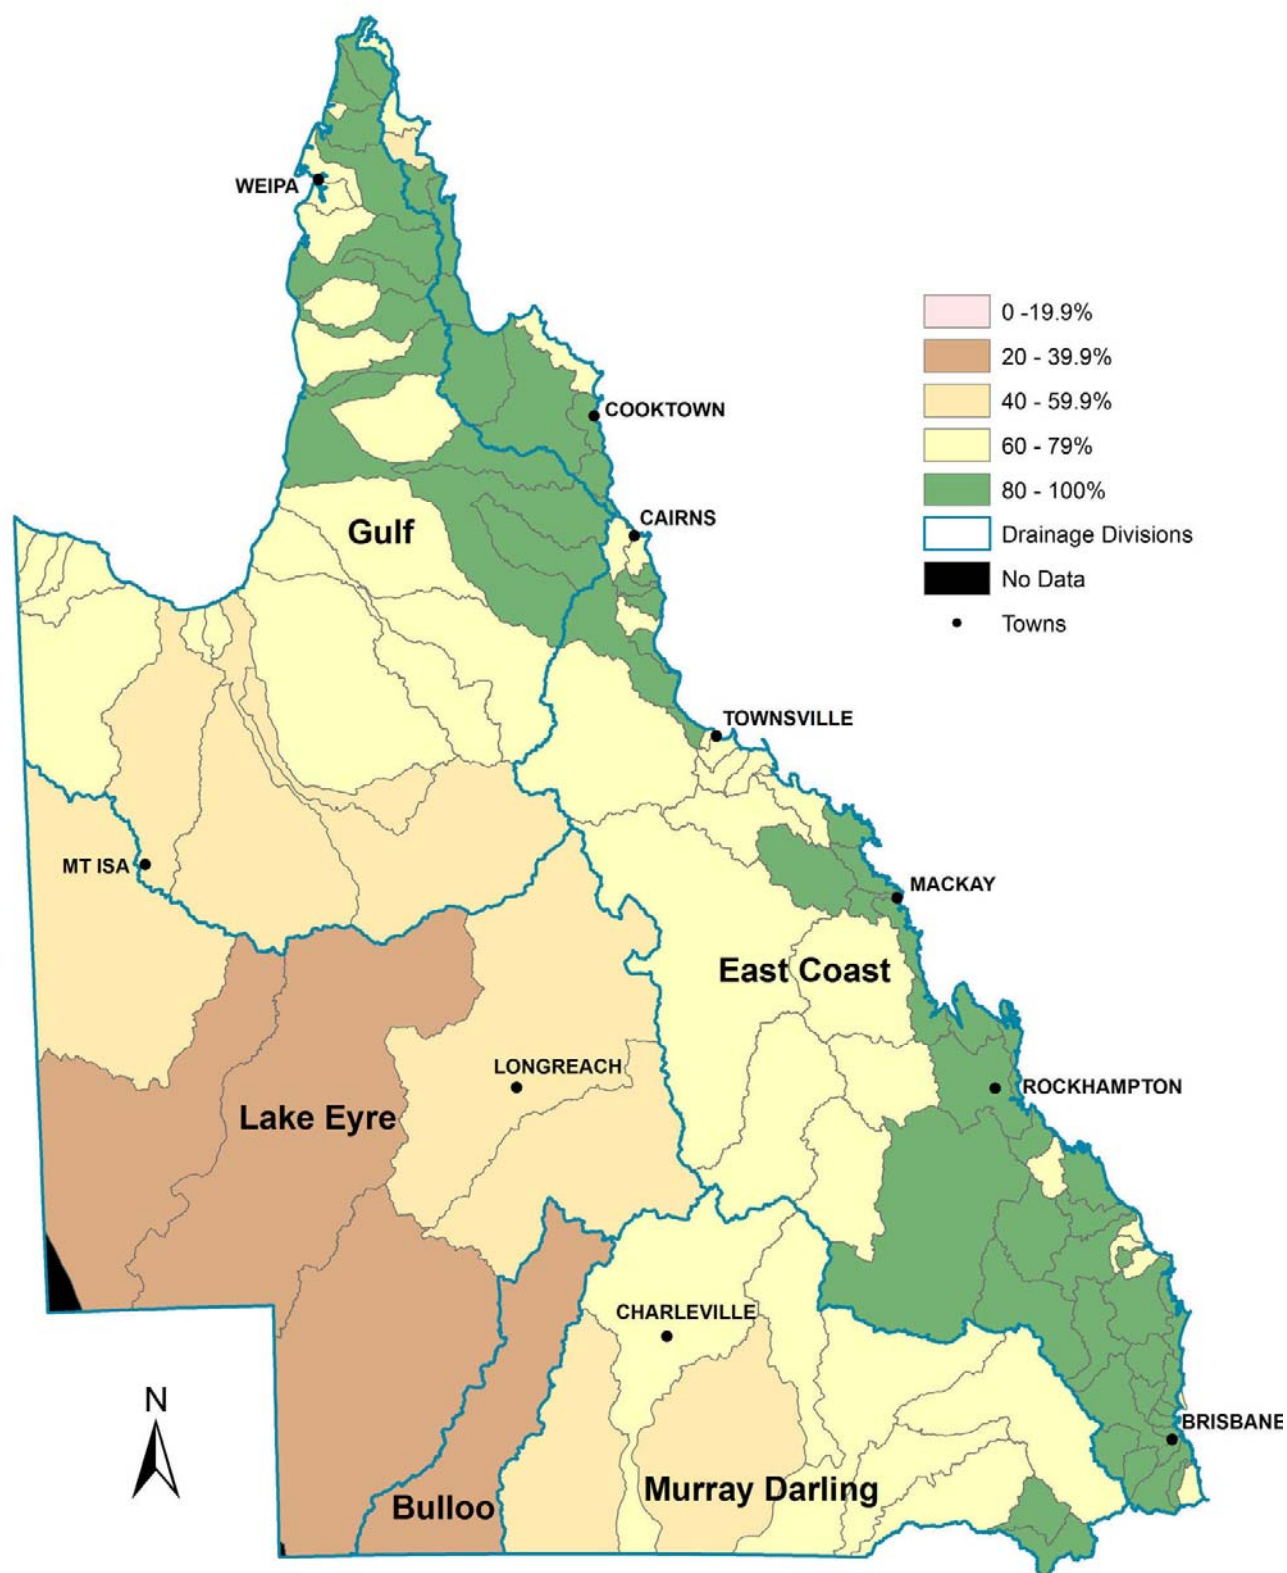 WEIPA
0 -19.9%
20 - 39.9%
40 - 59.9%
60 - 79%
80 - 100%
Drainage Divisions
No Data
Towns
COOKTOWN
CAIRNS
Gulf
TOWNSVILLE
MT ISA
MACKAY
East Coast
LONGREACH
ROCKHAMPTON
Lake Eyre
CHARLEVILLE
N
BRISBANE
Murray Darling
Bulloo